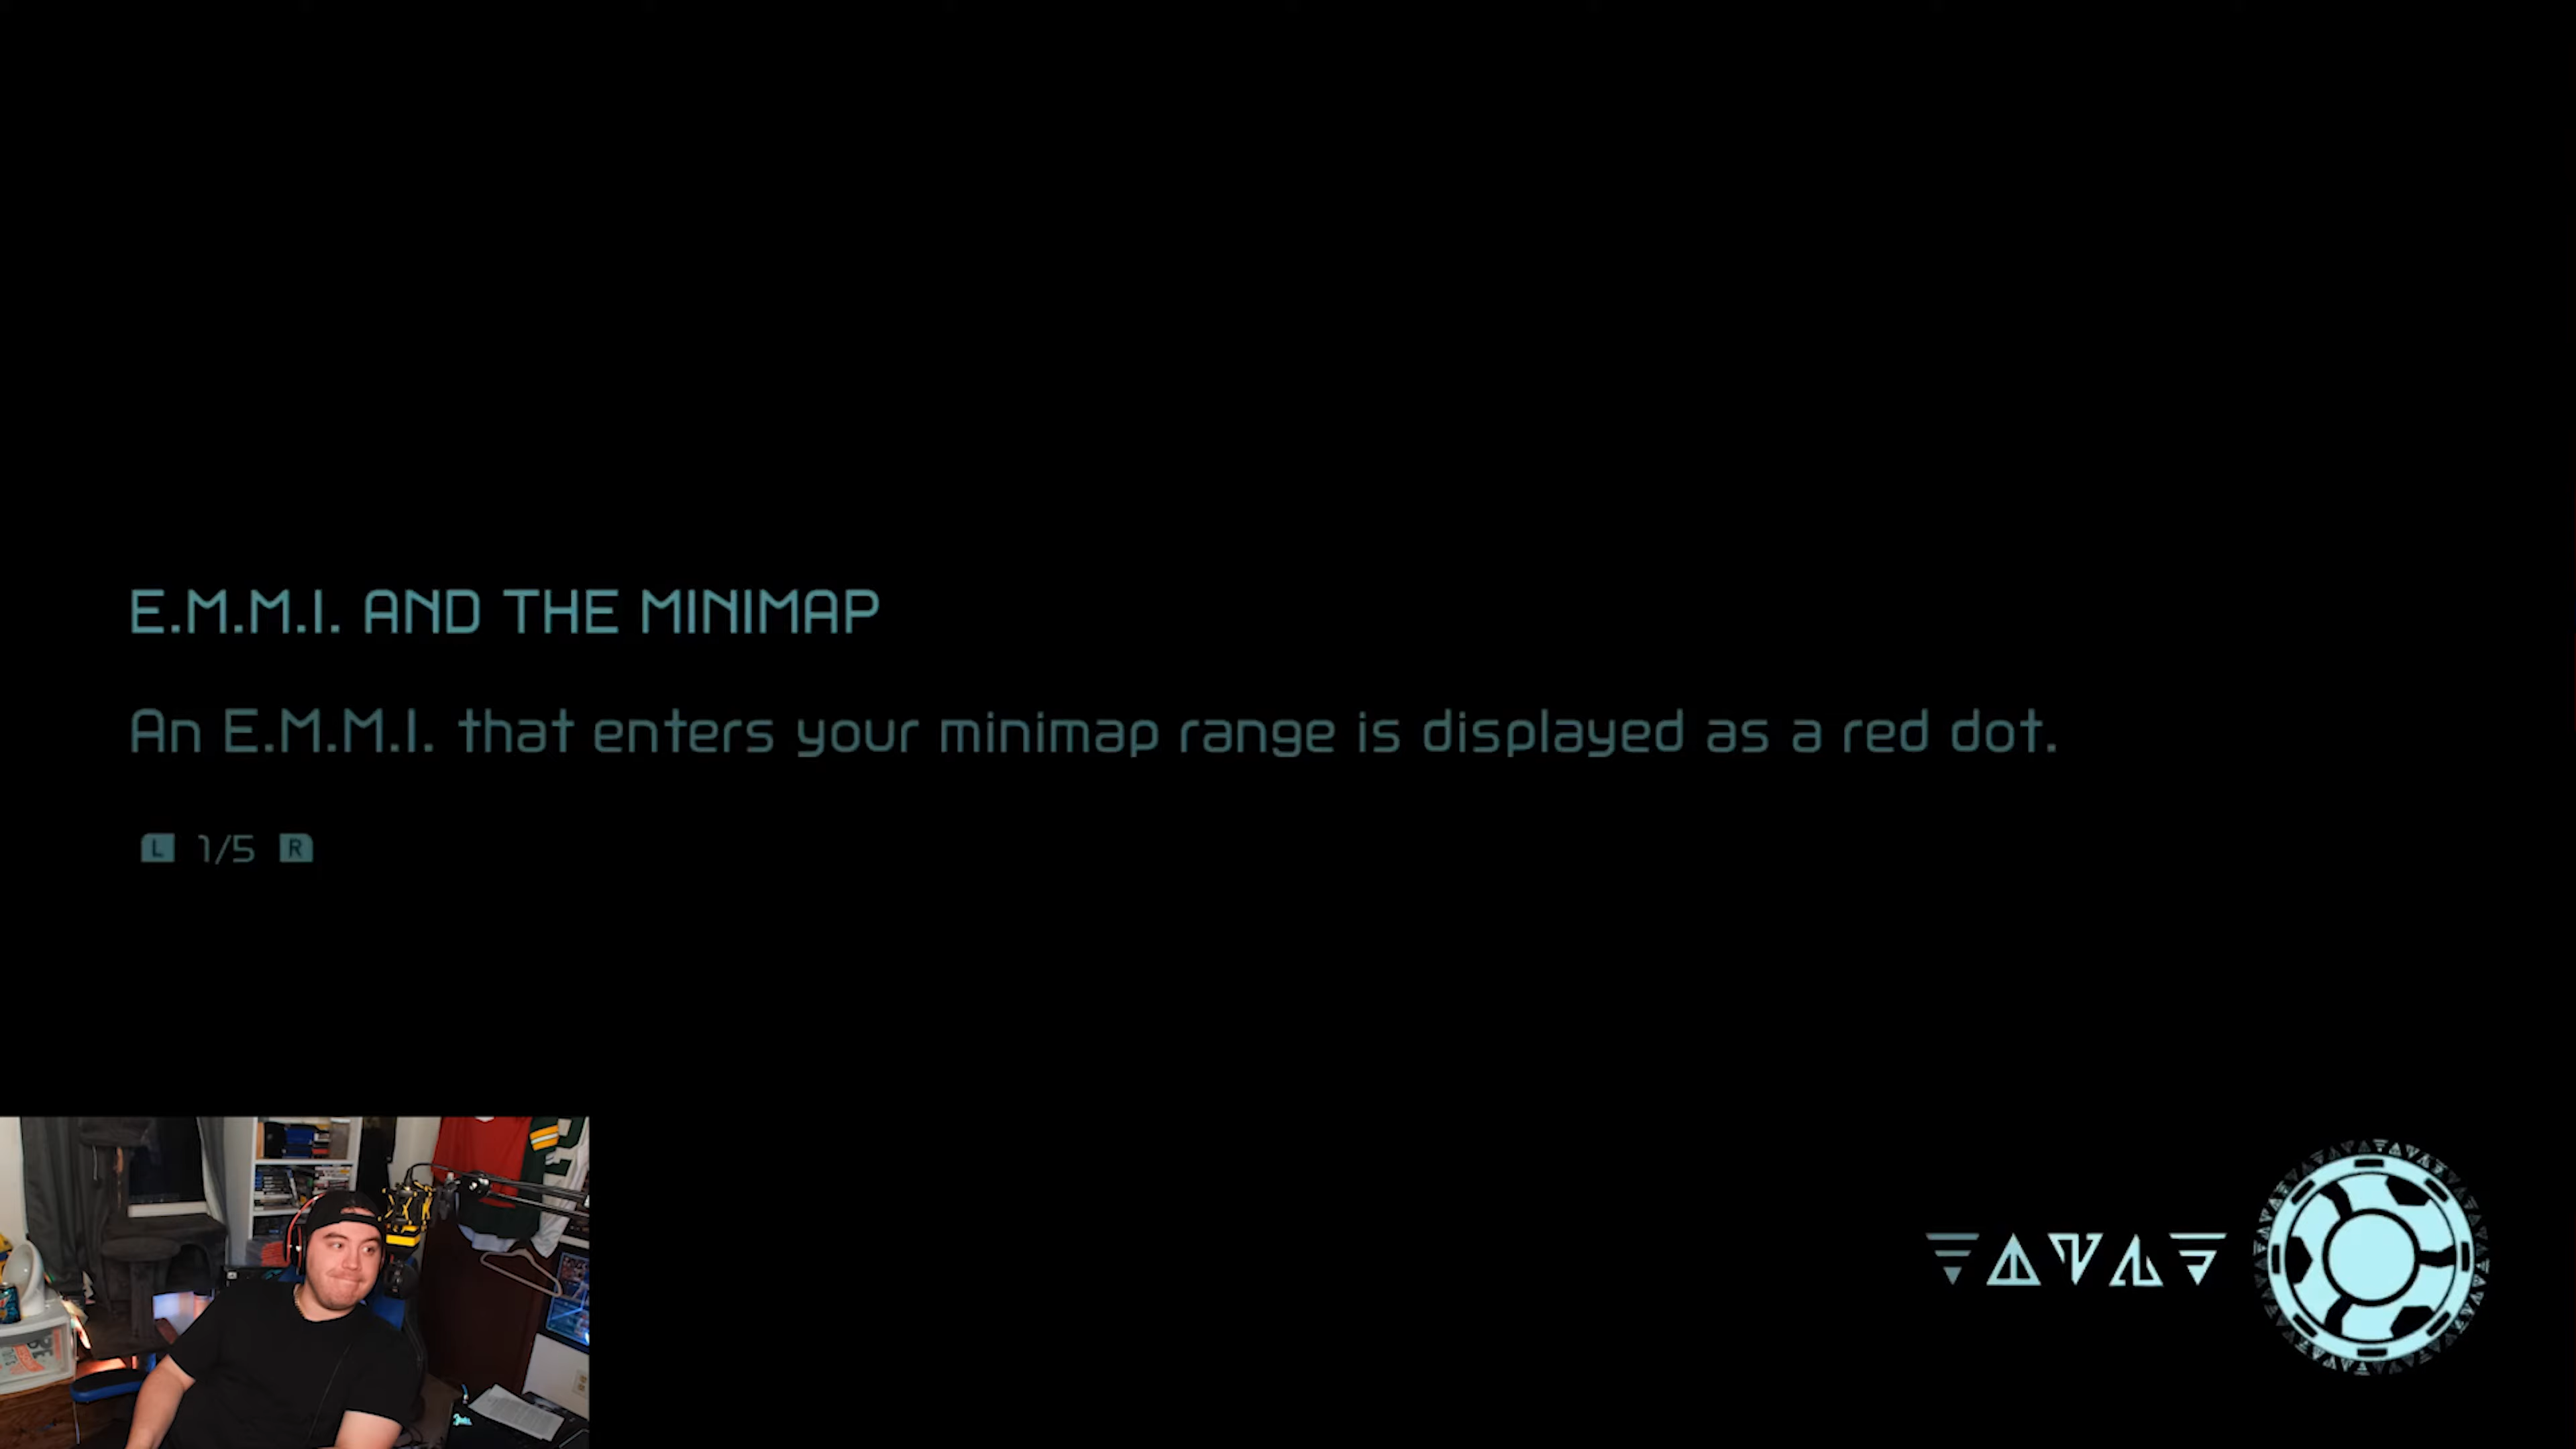 E.M.M.I. AND THE MINIMAP
An E.M.M.I. that enters your minimap range is displayed as a red dot.
L 1/5 R